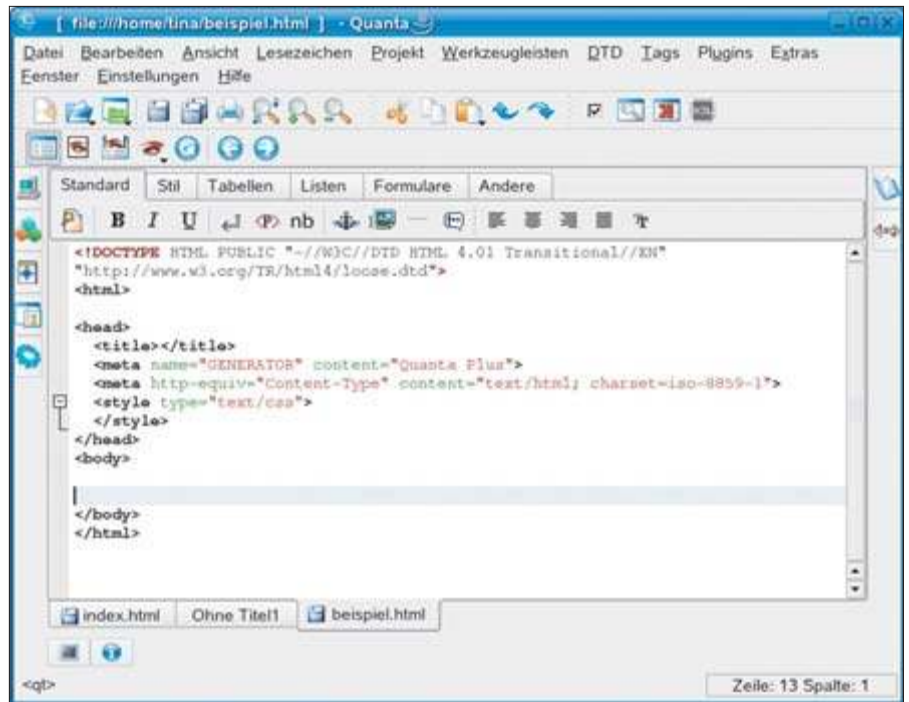 [ file:///home/tina/beispiel.html ] - Quanta
Datei Bearbeiten Ansicht Lesezeichen Projekt Werkzeugleisten DTD Tags Plugins Extras
Fenster Einstellungen Hilfe
Standard Stil Tabellen Listen Formulare Andere
B I U <P> nb
<!DOCTYPE HTML PUBLIC "-//W3C//DTD HTML 4.01 Transitional//EN"
"http://www.w3.org/TR/html4/loose.dtd">
<html>
<head>
<title></title>
<meta name="GENERATOR" content="Quanta Plus">
<meta http-equiv="Content-Type" content="text/html; charset=iso-8859-1">
<style type="text/css">
</style>
</head>
<body>
</body>
</html>
index.html Ohne Titel1 beispiel.html
<qt>
Zeile: 13 Spalte: 1